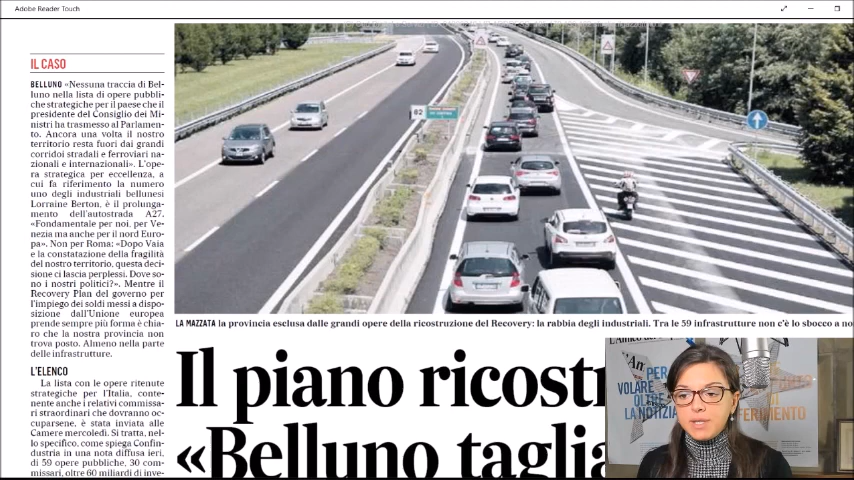 Adobe Reader Touch
IL CASO
BELLUNO «Nessuna traccia di Bel-
luno nella lista di opere pubbli-
che strategiche per il paese che il
presidente del Consiglio dei Mi-
nistri ha trasmesso al Parlamen-
to. Ancora una volta il nostro
territorio resta fuori dai grandi
corridoi stradali e ferroviari na-
zionali e internazionali». L'ope-
ra strategica per eccellenza, a
cui fa riferimento la numero
uno degli industriali bellunesi
Lorraine Berton, è il prolunga-
mento dell'autostrada A27.
«Fondamentale per noi, per Ve-
nezia ma anche per il nord Euro-
pa». Non per Roma: «Dopo Vaia
e la constatazione della fragilità
del nostro territorio, questa deci-
sione ci lascia perplessi. Dove so-
no i nostri politici?». Mentre il
Recovery Plan del governo per
l'impiego dei soldi messi a dispo-
sizione dall'Unione europea
prende sempre più forma è chia-
ro che la nostra provincia non
trova posto. Almeno nella parte
delle infrastrutture.
L'ELENCO
La lista con le opere ritenute
strategiche per l'Italia, conte-
nente anche i relativi commissa-
ri straordinari che dovranno oc-
cuparsene, è stata inviata alle
Camere mercoledì. Si tratta, nel-
lo specifico, come spiega Confin-
dustria in una nota diffusa ieri,
di 59 opere pubbliche, 30 com-
missari, oltre 60 miliardi di inve-
82
LA MAZZATA la provincia esclusa dalle grandi opere della ricostruzione del Recovery: la rabbia degli industriali. Tra le 59 infrastrutture non c'è lo sbocco a no
Il piano ricost
«Belluno taglia
PER
VOLARE
OLTRE
LA NOTIZIA